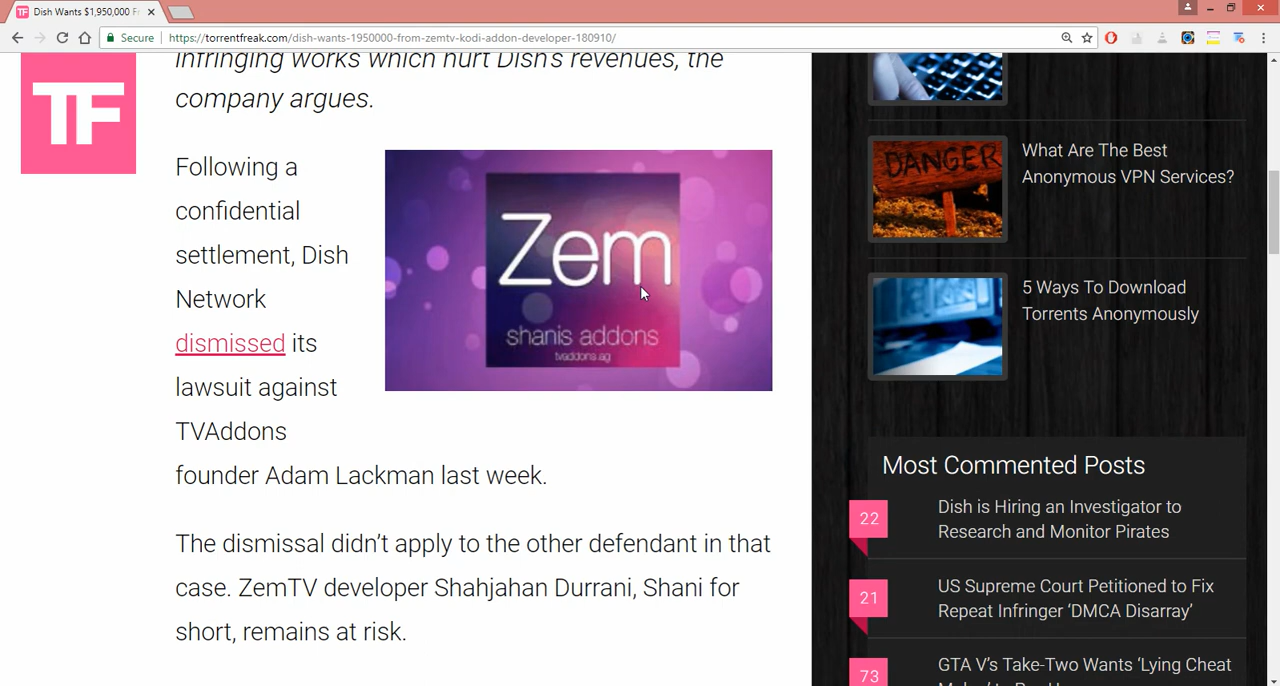 Dish Wants $1,950,000 F
Secure
https://torrentfreak.com/dish-wants-1950000-from-zemtv-kodi-addon-developer-180910/
infringing works which hurt Dish's revenues, the
company argues.
TF
Following a
confidential
settlement, Dish
Network
dismissed its
lawsuit against
TVAddons
founder Adam Lackman last week.
Zem
shanis addons
tvaddons.ag
The dismissal didn't apply to the other defendant in that
case. ZemTV developer Shahjahan Durrani, Shani for
short, remains at risk.
DANGER
What Are The Best
Anonymous VPN Services?
5 Ways To Download
Torrents Anonymously
Most Commented Posts
22
Dish is Hiring an Investigator to
Research and Monitor Pirates
21
US Supreme Court Petitioned to Fix
Repeat Infringer 'DMCA Disarray'
73
GTA V's Take-Two Wants 'Lying Cheat